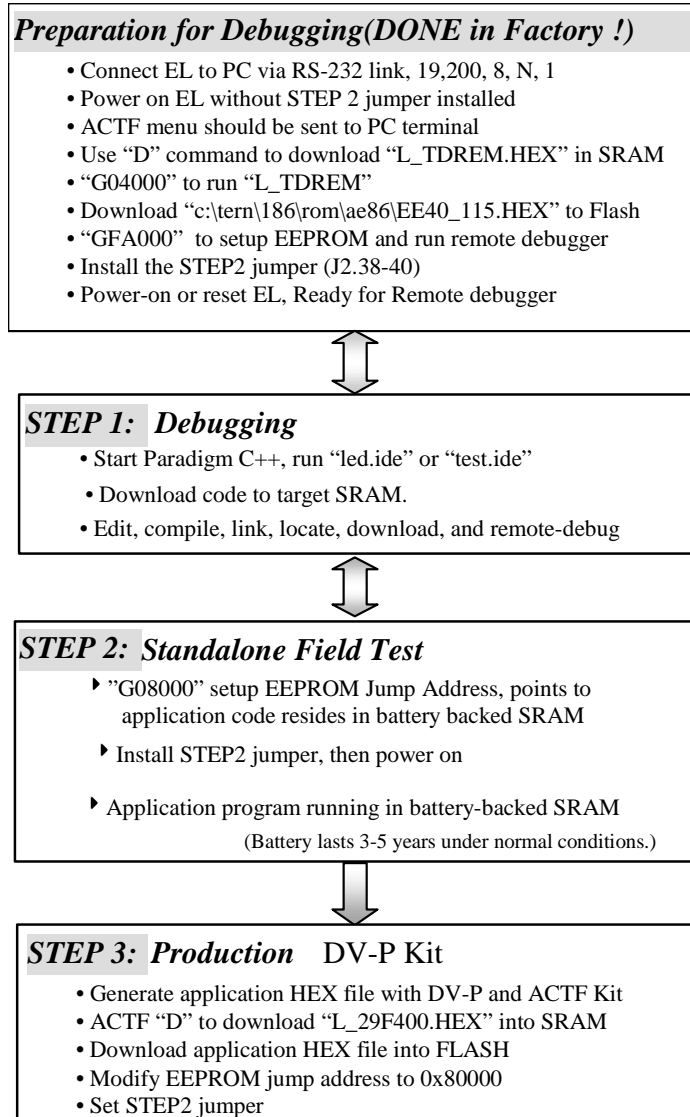 Preparation for Debugging(DONE in Factory !)
• Connect EL to PC via RS-232 link, 19,200, 8, N, 1
• Power on EL without STEP 2 jumper installed
• ACTF menu should be sent to PC terminal
• Use “D” command to download “L_TDREM.HEX” in SRAM
• “G04000” to run “L_TDREM”
• Download “c:\tern\186\rom\ae86\EE40_115.HEX” to Flash
• “GFA000” to setup EEPROM and run remote debugger
• Install the STEP2 jumper (J2.38-40)
• Power-on or reset EL, Ready for Remote debugger
STEP 1: Debugging
• Start Paradigm C++, run “led.ide” or “test.ide”
• Download code to target SRAM.
• Edit, compile, link, locate, download, and remote-debug
STEP 2: Standalone Field Test
”G08000” setup EEPROM Jump Address, points to
application code resides in battery backed SRAM
Install STEP2 jumper, then power on
Application program running in battery-backed SRAM
(Battery lasts 3-5 years under normal conditions.)
STEP 3: Production DV-P Kit
• Generate application HEX file with DV-P and ACTF Kit
• ACTF “D” to download “L_29F400.HEX” into SRAM
• Download application HEX file into FLASH
• Modify EEPROM jump address to 0x80000
• Set STEP2 jumper